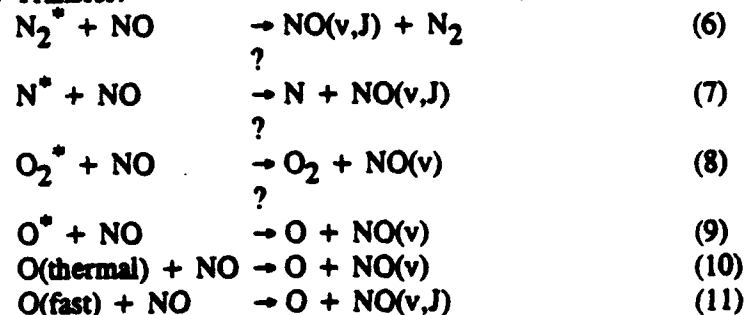 N₂* + NO → NO(v,J) + N₂ (6)
?
N* + NO → N + NO(v,J) (7)
?
O₂* + NO → O₂ + NO(v) (8)
?
O* + NO → O + NO(v) (9)
O(thermal) + NO → O + NO(v) (10)
O(fast) + NO → O + NO(v,J) (11)